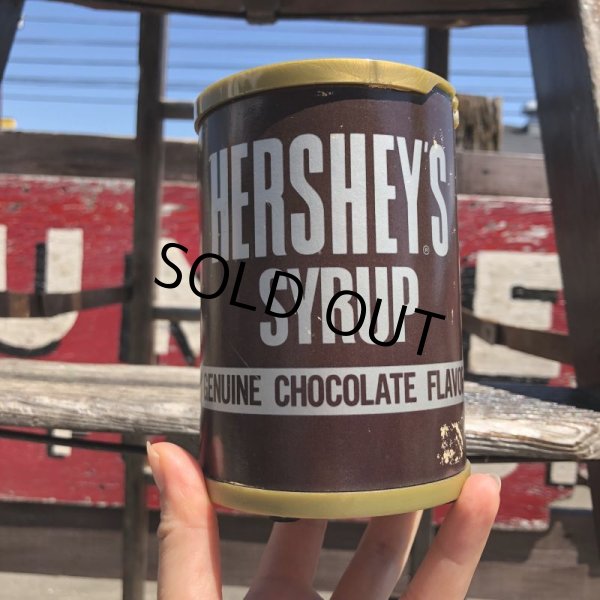 HERSHEY'S®
SYRUP
SOLD OUT
GENUINE CHOCOLATE FLAVO